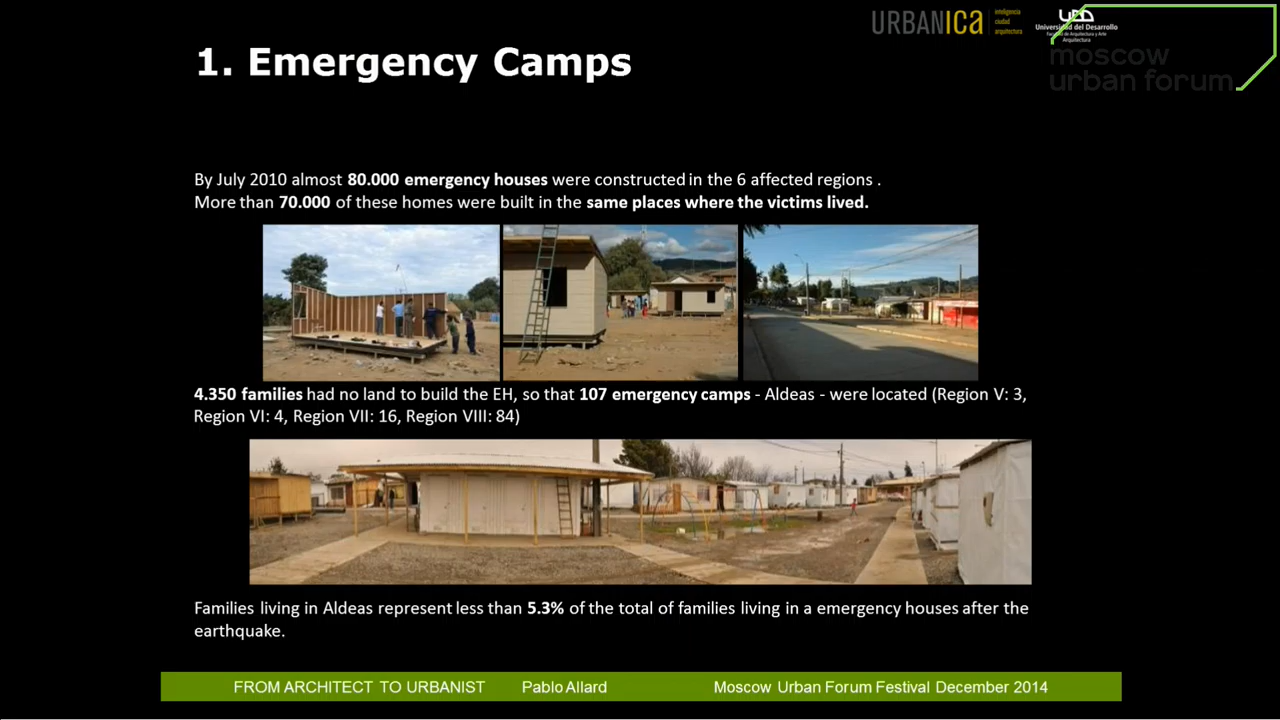 URBANICA
inteligencia
ciudad
arquitectura
UDD
Universidad del Desarrollo
Facultad de Arquitectura y Arte
Arquitectura
moscow
urban forum
1. Emergency Camps
By July 2010 almost 80.000 emergency houses were constructed in the 6 affected regions .
More than 70.000 of these homes were built in the same places where the victims lived.
4.350 families had no land to build the EH, so that 107 emergency camps - Aldeas - were located (Region V: 3,
Region VI: 4, Region VII: 16, Region VIII: 84)
Families living in Aldeas represent less than 5.3% of the total of families living in a emergency houses after the
earthquake.
FROM ARCHITECT TO URBANIST Pablo Allard Moscow Urban Forum Festival December 2014